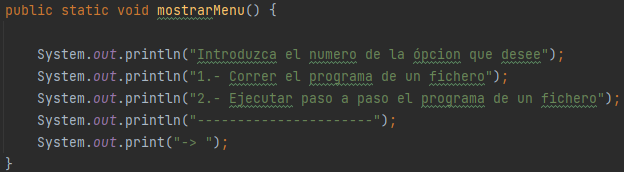 public static void mostrarMenu() {
System.out.println("Introduzca el numero de la ópcion que desee");
System.out.println("1.- Correr el programa de un fichero");
System.out.println("2.- Ejecutar paso a paso el programa de un fichero");
System.out.println("----------------------");
System.out.print("-> ");
}